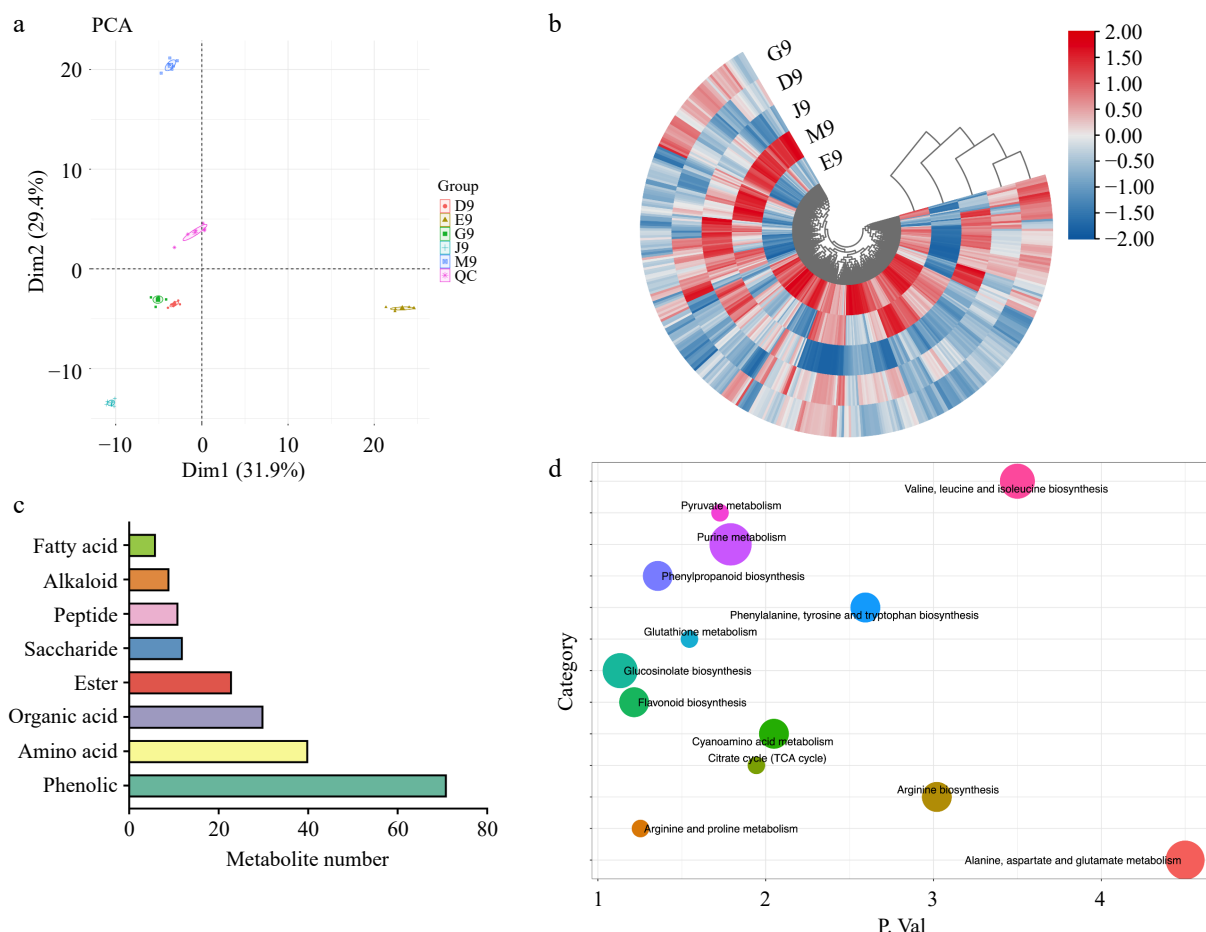 a
PCA
20
10
0
−10
−10
0
10
20
Dim2 (29.4%)
Dim1 (31.9%)
Group
D9
E9
G9
J9
M9
QC
b
G9
D9
J9
M9
E9
2.00
1.50
1.00
0.50
0.00
−0.50
−1.00
−1.50
−2.00
c
Fatty acid
Alkaloid
Peptide
Saccharide
Ester
Organic acid
Amino acid
Phenolic
0
20
40
60
80
Metabolite number
d
Category
Valine, leucine and isoleucine biosynthesis
Pyruvate metabolism
Purine metabolism
Phenylpropanoid biosynthesis
Phenylalanine, tyrosine and tryptophan biosynthesis
Glutathione metabolism
Glucosinolate biosynthesis
Flavonoid biosynthesis
Cyanoamino acid metabolism
Citrate cycle (TCA cycle)
Arginine biosynthesis
Arginine and proline metabolism
Alanine, aspartate and glutamate metabolism
1
2
3
4
P. Val